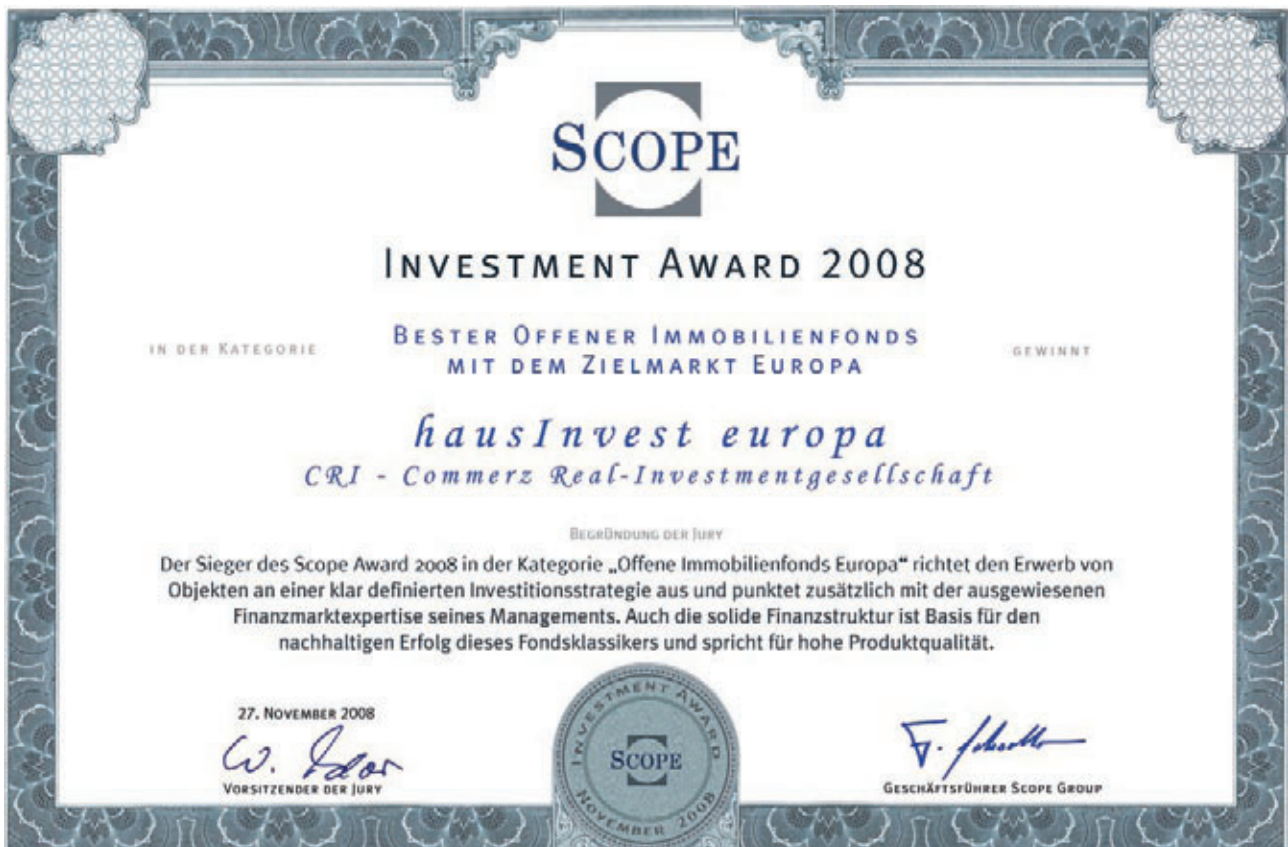 SCOPE
INVESTMENT AWARD 2008
IN DER KATEGORIE
BESTER OFFENER IMMOBILIENFONDS
MIT DEM ZIELMARKT EUROPA
GEWINNT
hausInvest europa
CRI - Commerz Real-Investmentgesellschaft
BEGRÜNDUNG DER JURY
Der Sieger des Scope Award 2008 in der Kategorie „Offene Immobilienfonds Europa“ richtet den Erwerb von
Objekten an einer klar definierten Investitionsstrategie aus und punktet zusätzlich mit der ausgewiesenen
Finanzmarktexpertise seines Managements. Auch die solide Finanzstruktur ist Basis für den
nachhaltigen Erfolg dieses Fondsklassikers und spricht für hohe Produktqualität.
27. NOVEMBER 2008
W.
VORSITZENDER DER JURY
F.
GESCHÄFTSFÜHRER SCOPE GROUP
INVESTMENT AWARD
SCOPE
NOVEMBER 2008